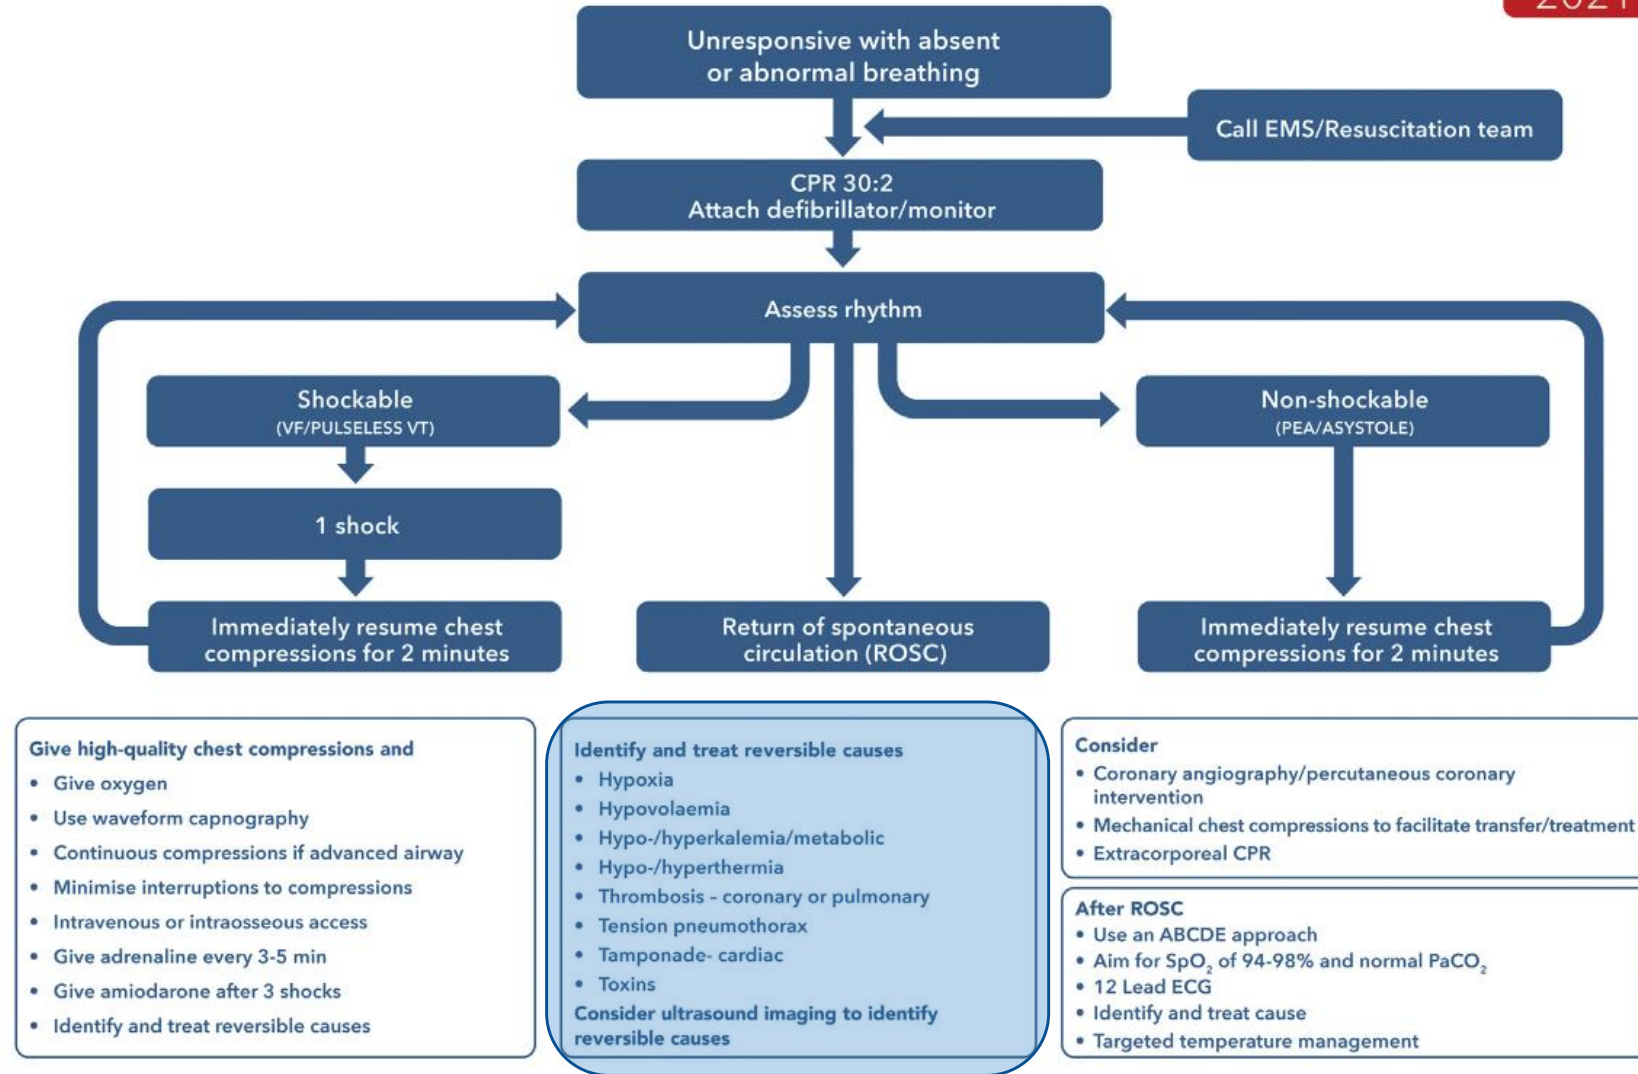 2021
Unresponsive with absent
or abnormal breathing
Call EMS/Resuscitation team
CPR 30:2
Attach defibrillator/monitor
Assess rhythm
Shockable
(VF/PULSELESS VT)
Non-shockable
(PEA/ASYSTOLE)
1 shock
Immediately resume chest
compressions for 2 minutes
Return of spontaneous
circulation (ROSC)
Immediately resume chest
compressions for 2 minutes
Give high-quality chest compressions and
• Give oxygen
• Use waveform capnography
• Continuous compressions if advanced airway
• Minimise interruptions to compressions
• Intravenous or intraosseous access
• Give adrenaline every 3-5 min
• Give amiodarone after 3 shocks
• Identify and treat reversible causes
Identify and treat reversible causes
• Hypoxia
• Hypovolaemia
• Hypo-/hyperkalemia/metabolic
• Hypo-/hyperthermia
• Thrombosis – coronary or pulmonary
• Tension pneumothorax
• Tamponade- cardiac
• Toxins
Consider ultrasound imaging to identify
reversible causes
Consider
• Coronary angiography/percutaneous coronary
intervention
• Mechanical chest compressions to facilitate transfer/treatment
• Extracorporeal CPR
After ROSC
• Use an ABCDE approach
• Aim for SpO₂ of 94-98% and normal PaCO₂
• 12 Lead ECG
• Identify and treat cause
• Targeted temperature management